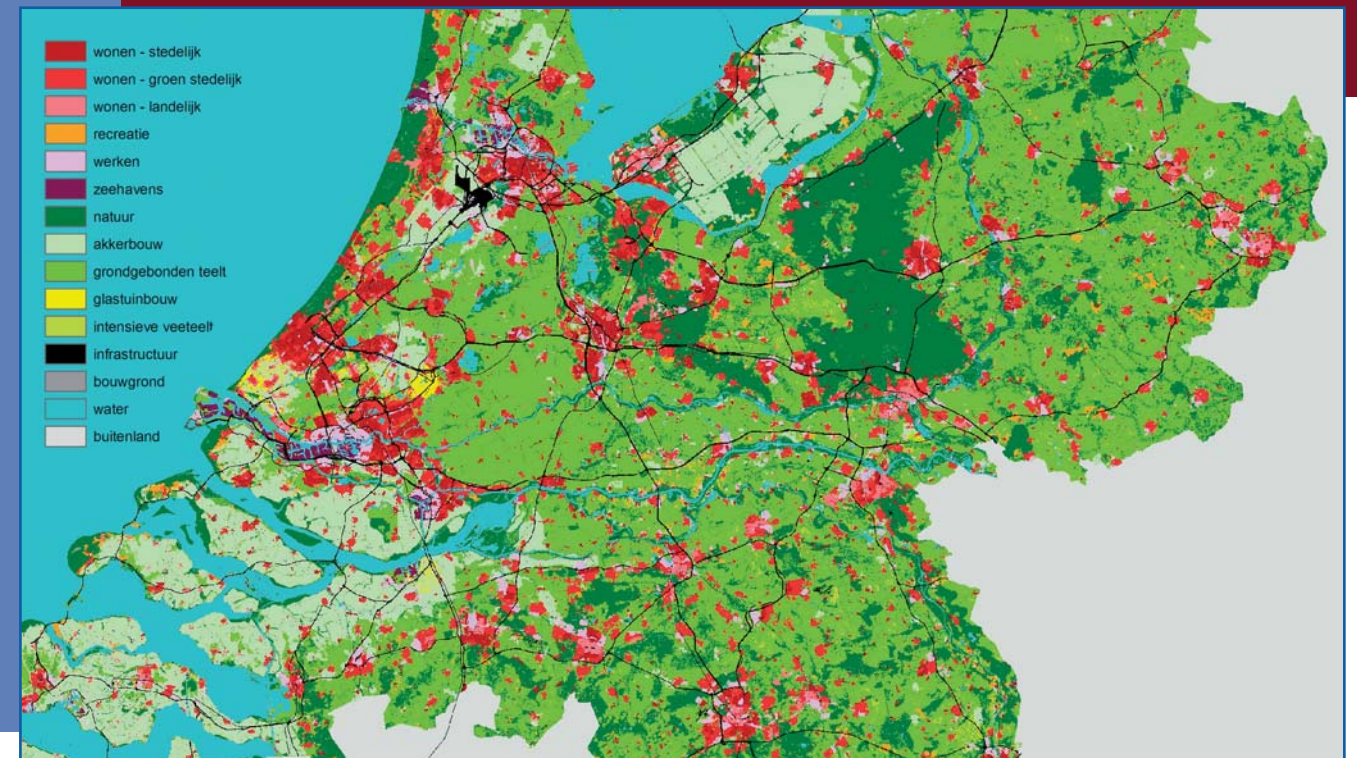 wonen - stedelijk
wonen - groen stedelijk
wonen - landelijk
recreatie
werken
zeehavens
natuur
akkerbouw
grondgebonden teelt
glastuinbouw
intensieve veeteelt
infrastructuur
bouwgrond
water
buitenland